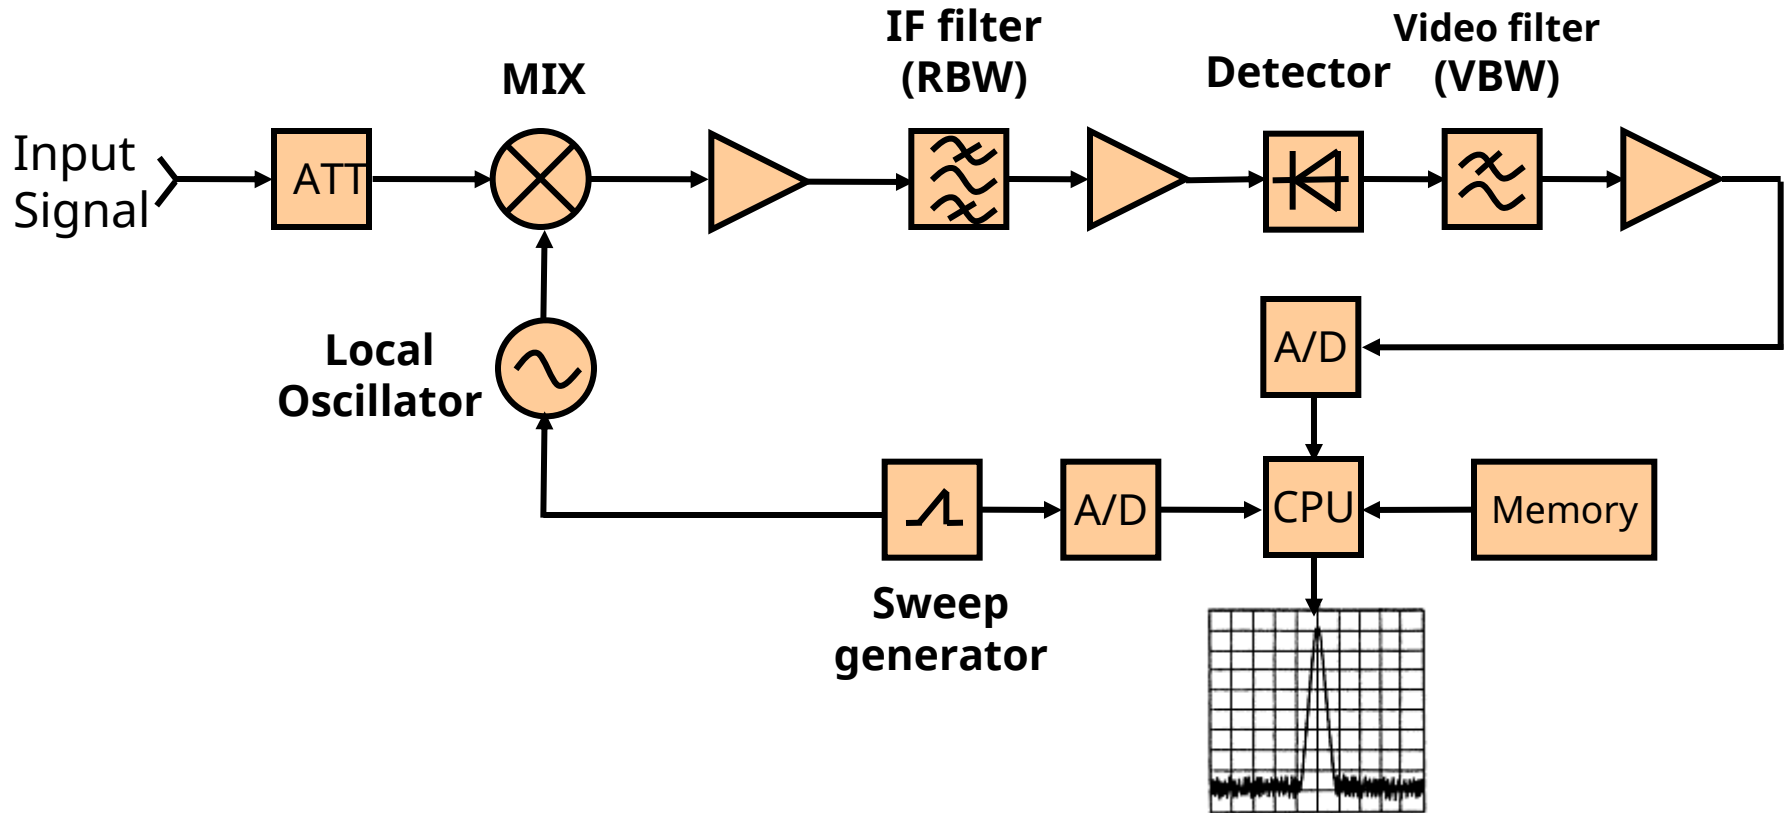 IF filter
(RBW)
Video filter
(VBW)
MIX
Detector
Input
Signal
ATT
Local
Oscillator
A/D
A/D
CPU
Memory
Sweep
generator